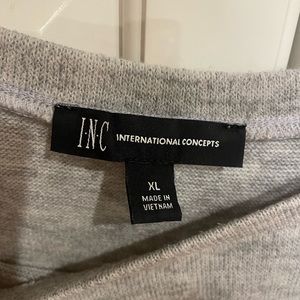 I·N·C INTERNATIONAL CONCEPTS
XL
MADE IN
VIETNAM